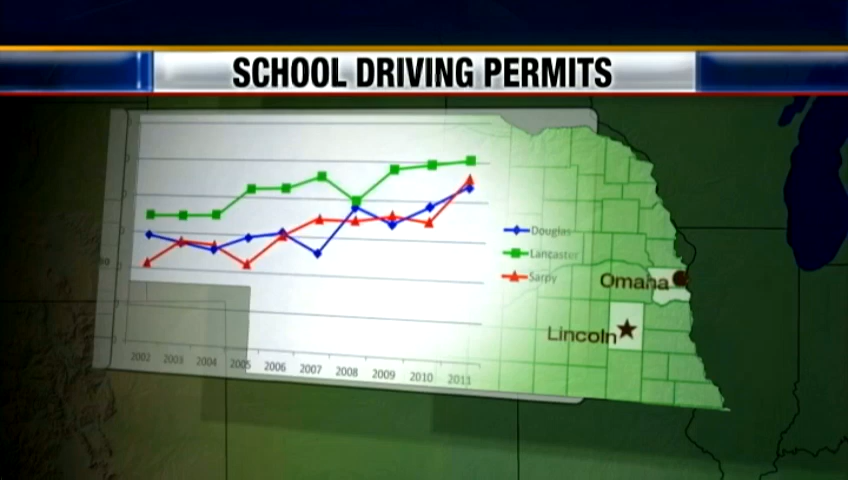 SCHOOL DRIVING PERMITS
Douglas
Lancaster
Sarpy
Omaha
Lincoln
2002 2003 2004 2005 2006 2007 2008 2009 2010 2011